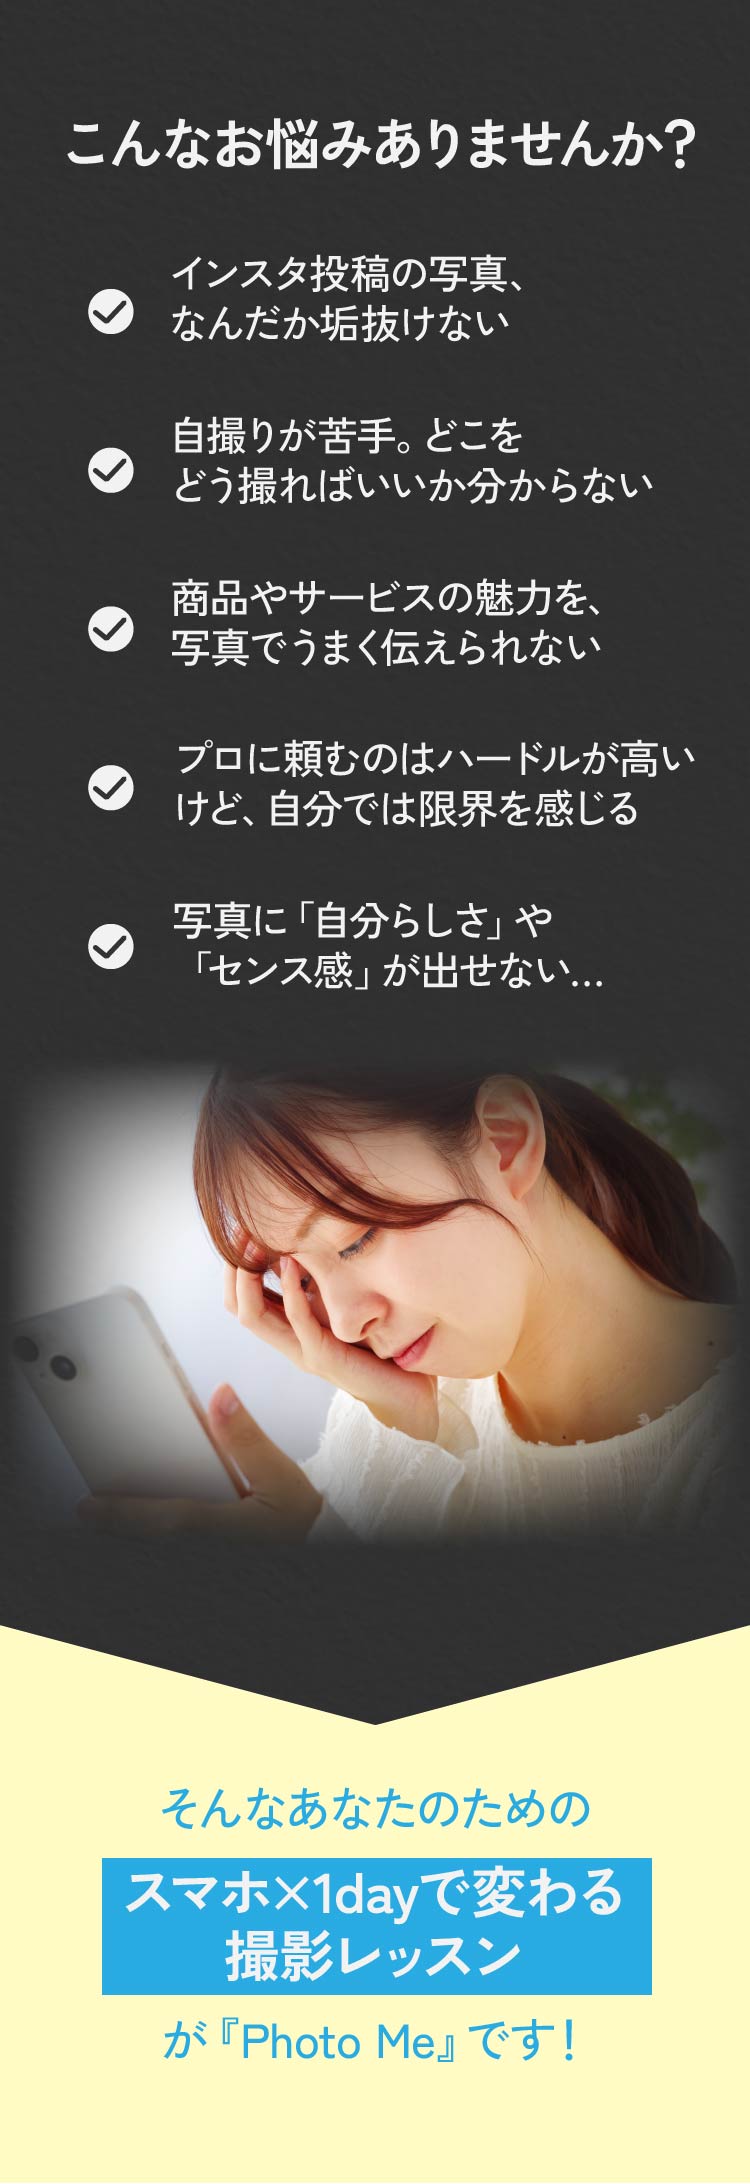 こんなお悩みありませんか?
インスタ投稿の写真、
なんだか垢抜けない
自撮りが苦手。どこを
どう撮ればいいか分からない
商品やサービスの魅力を、
写真でうまく伝えられない
プロに頼むのはハードルが高い
けど、自分では限界を感じる
写真に「自分らしさ」や
「センス感」が出せない...
そんなあなたのための
スマホ×1dayで変わる
撮影レッスン
が『Photo Me』です!